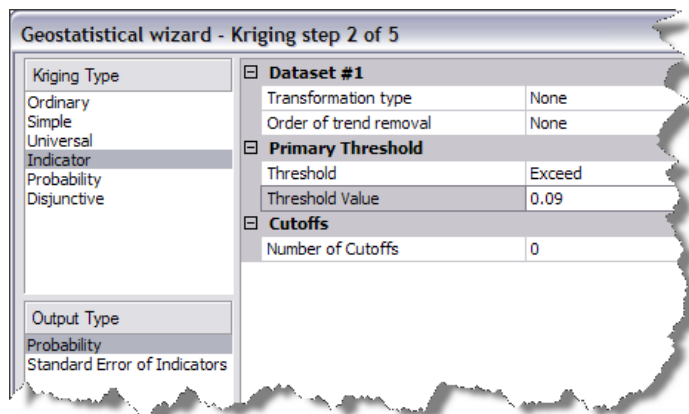 Geostatistical wizard - Kriging step 2 of 5
Kriging Type
Ordinary
Simple
Universal
Indicator
Probability
Disjunctive
Output Type
Probability
Standard Error of Indicators
Dataset #1
Transformation type None
Order of trend removal None
Primary Threshold
Threshold Exceed
Threshold Value 0.09
Cutoffs
Number of Cutoffs 0